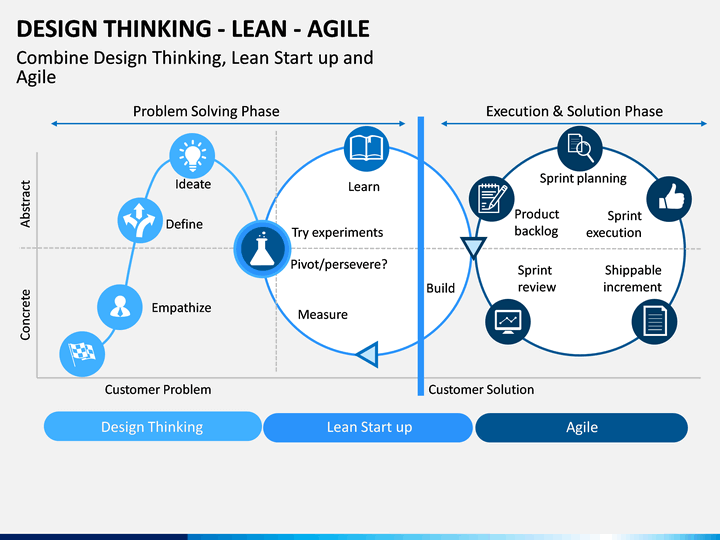 DESIGN THINKING - LEAN - AGILE
Combine Design Thinking, Lean Start up and
Agile
Problem Solving Phase
Execution & Solution Phase
Abstract
Concrete
Ideate
Define
Empathize
Learn
Try experiments
Pivot/persevere?
Measure
Build
Sprint planning
Product
backlog
Sprint
execution
Sprint
review
Shippable
increment
Customer Problem
Customer Solution
Design Thinking
Lean Start up
Agile